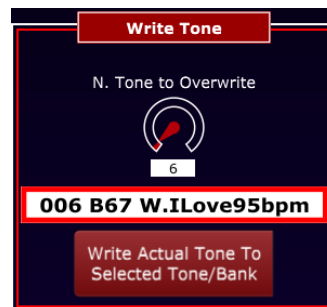 Write Tone
N. Tone to Overwrite
6
006 B67 W.ILove95bpm
Write Actual Tone To
Selected Tone/Bank